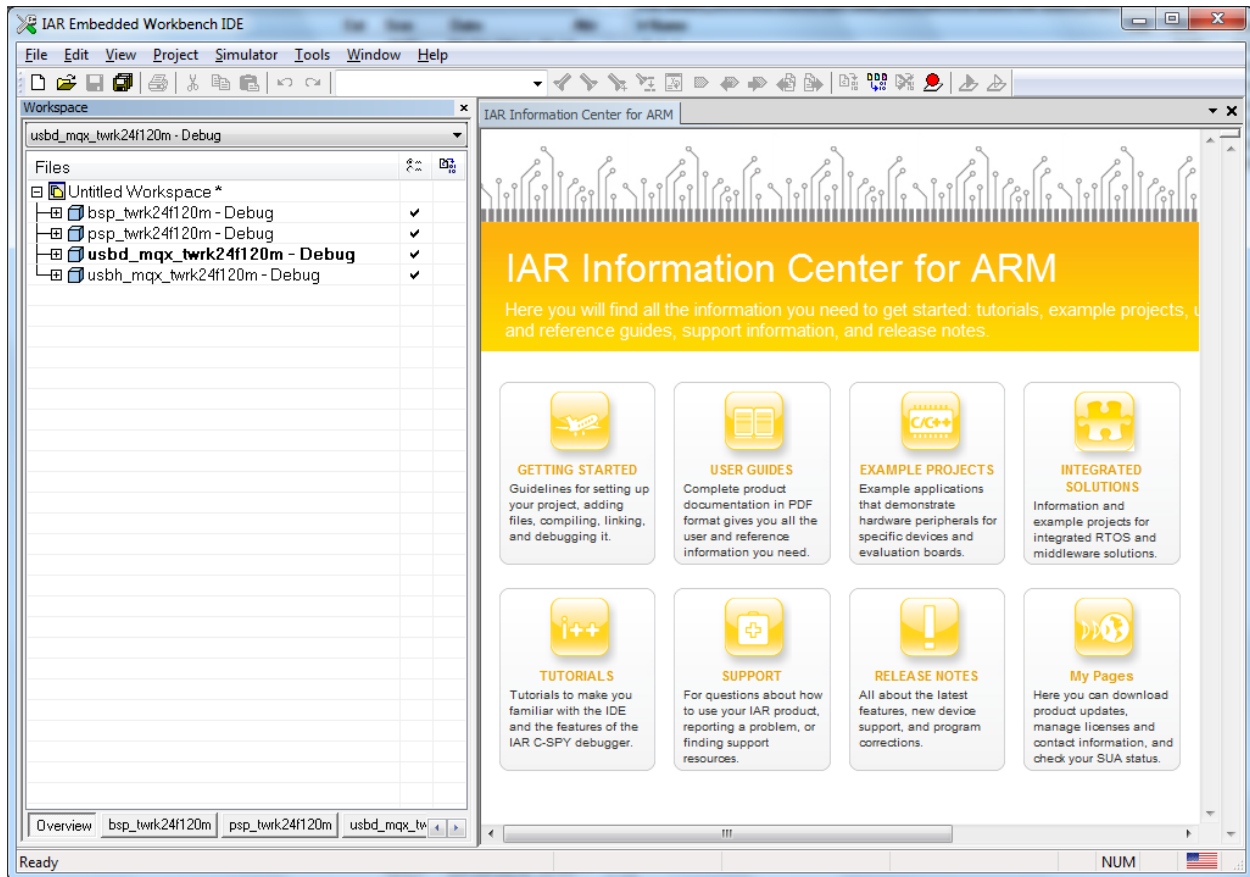 IAR Embedded Workbench IDE
File Edit View Project Simulator Tools Window Help
Workspace
usbd_mqx_twrk24f120m - Debug
Files
Untitled Workspace *
bsp_twrk24f120m - Debug
psp_twrk24f120m - Debug
usbd_mqx_twrk24f120m - Debug
usbh_mqx_twrk24f120m - Debug
Overview bsp_twrk24f120m psp_twrk24f120m usbd_mqx_tw
IAR Information Center for ARM
IAR Information Center for ARM
Here you will find all the information you need to get started: tutorials, example projects, u
and reference guides, support information, and release notes.
GETTING STARTED
Guidelines for setting up
your project, adding
files, compiling, linking,
and debugging it.
USER GUIDES
Complete product
documentation in PDF
format gives you all the
user and reference
information you need.
C/C++
EXAMPLE PROJECTS
Example applications
that demonstrate
hardware peripherals for
specific devices and
evaluation boards.
INTEGRATED
SOLUTIONS
Information and
example projects for
integrated RTOS and
middleware solutions.
i++
TUTORIALS
Tutorials to make you
familiar with the IDE
and the features of the
IAR C-SPY debugger.
SUPPORT
For questions about how
to use your IAR product,
reporting a problem, or
finding support
resources.
RELEASE NOTES
All about the latest
features, new device
support, and program
corrections.
My Pages
Here you can download
product updates,
manage licenses and
contact information, and
check your SUA status.
Ready
NUM